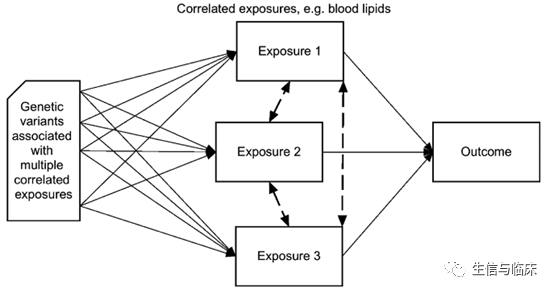 Correlated exposures, e.g. blood lipids
Exposure 1
Genetic
variants
associated
with
multiple
correlated
exposures
Exposure 2
Outcome
Exposure 3
生信与临床